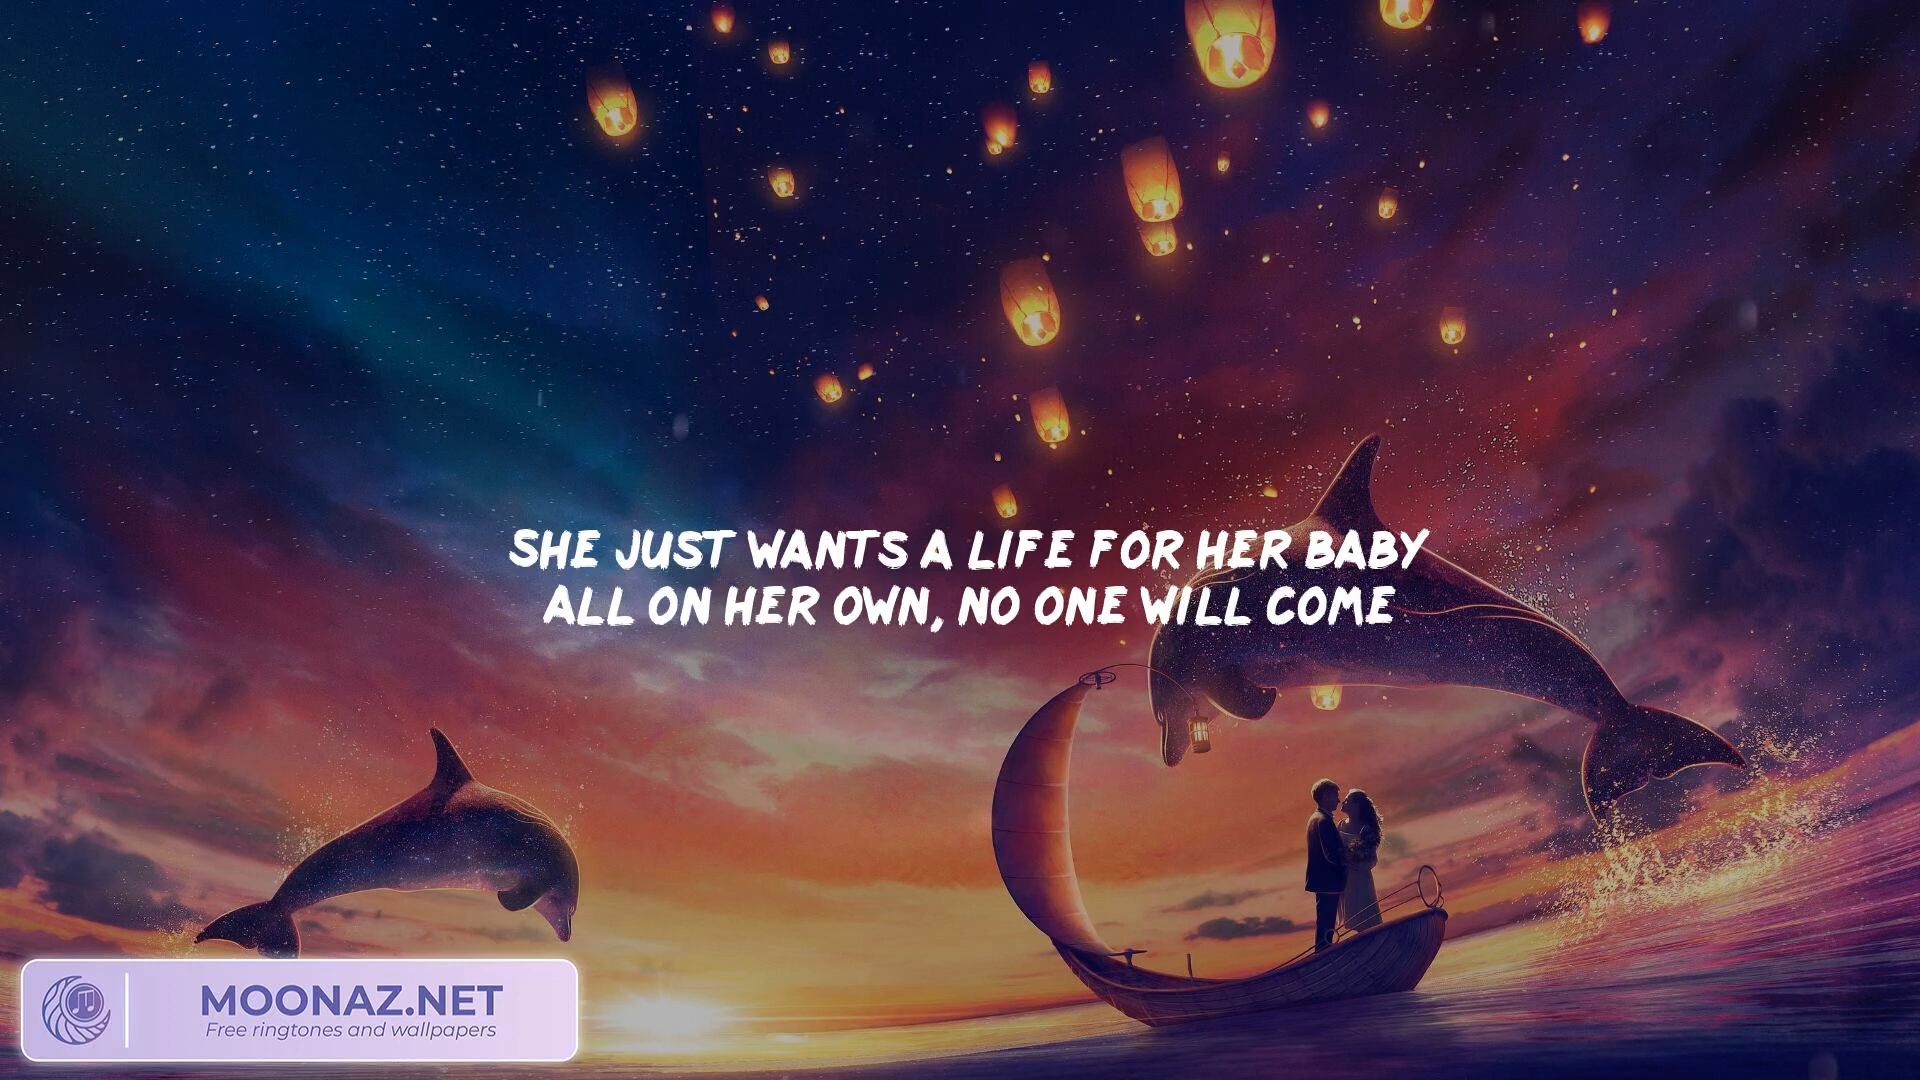 SHE JUST WANTS A LIFE FOR HER BABY
ALL ON HER OWN, NO ONE WILL COME
MOONAZ.NET
Free ringtones and wallpapers